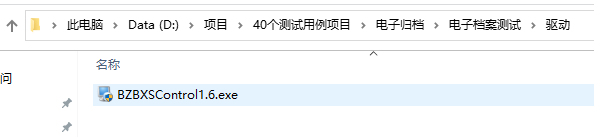 此电脑 > Data (D:) > 项目 > 40个测试用例项目 > 电子归档 > 电子档案测试 > 驱动
名称
问
BZBXSControl1.6.exe